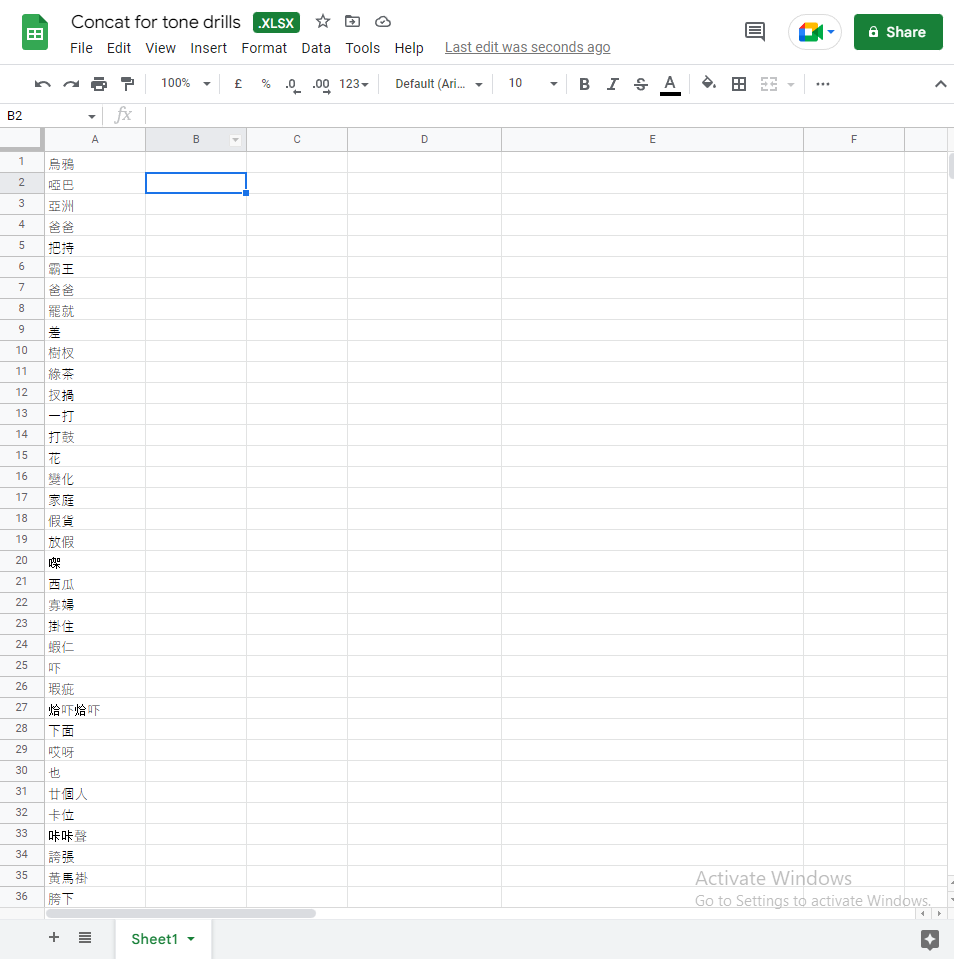 Concat for tone drills .XLSX
File Edit View Insert Format Data Tools Help Last edit was seconds ago
Share
100% £ % .0 .00 123 Default (Ari... 10 B I S A
B2 fx
A B C D E F
1 烏鴉
2 啞巴
3 亞洲
4 爸爸
5 把持
6 霸王
7 爸爸
8 罷就
9 差
10 樹杈
11 綠茶
12 扠撾
13 一打
14 打鼓
15 花
16 變化
17 家庭
18 假貨
19 放假
20 㗎
21 西瓜
22 寡婦
23 掛住
24 蝦仁
25 吓
26 瑕疵
27 烚吓烚吓
28 下面
29 哎呀
30 也
31 廿個人
32 卡位
33 咔咔聲
34 誇張
35 黃馬掛
36 胯下
Activate Windows
Go to Settings to activate Windows.
Sheet1